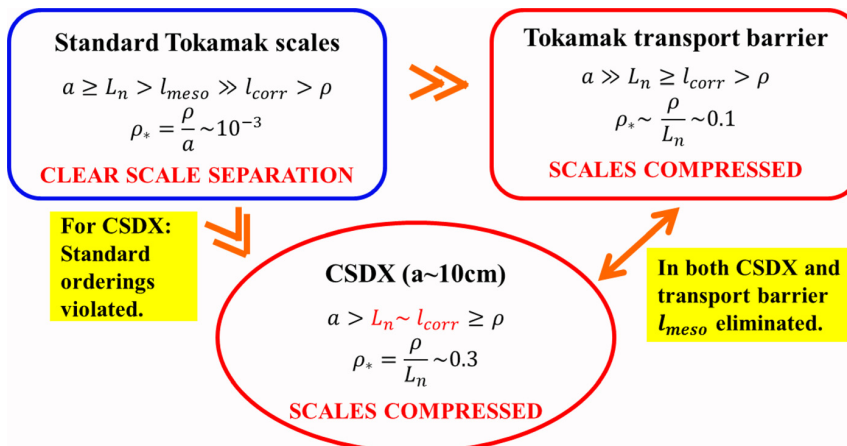 Standard Tokamak scales
a ≥ L_n > l_meso ≫ l_corr > ρ
ρ_* = ρ/a ~10^{-3}
CLEAR SCALE SEPARATION
Tokamak transport barrier
a ≫ L_n ≥ l_corr > ρ
ρ_*~ ρ/L_n ~0.1
SCALES COMPRESSED
For CSDX:
Standard
orderings
violated.
CSDX (a~10cm)
a > L_n~ l_corr ≥ ρ
ρ_* = ρ/L_n ~0.3
SCALES COMPRESSED
In both CSDX and
transport barrier
l_meso eliminated.